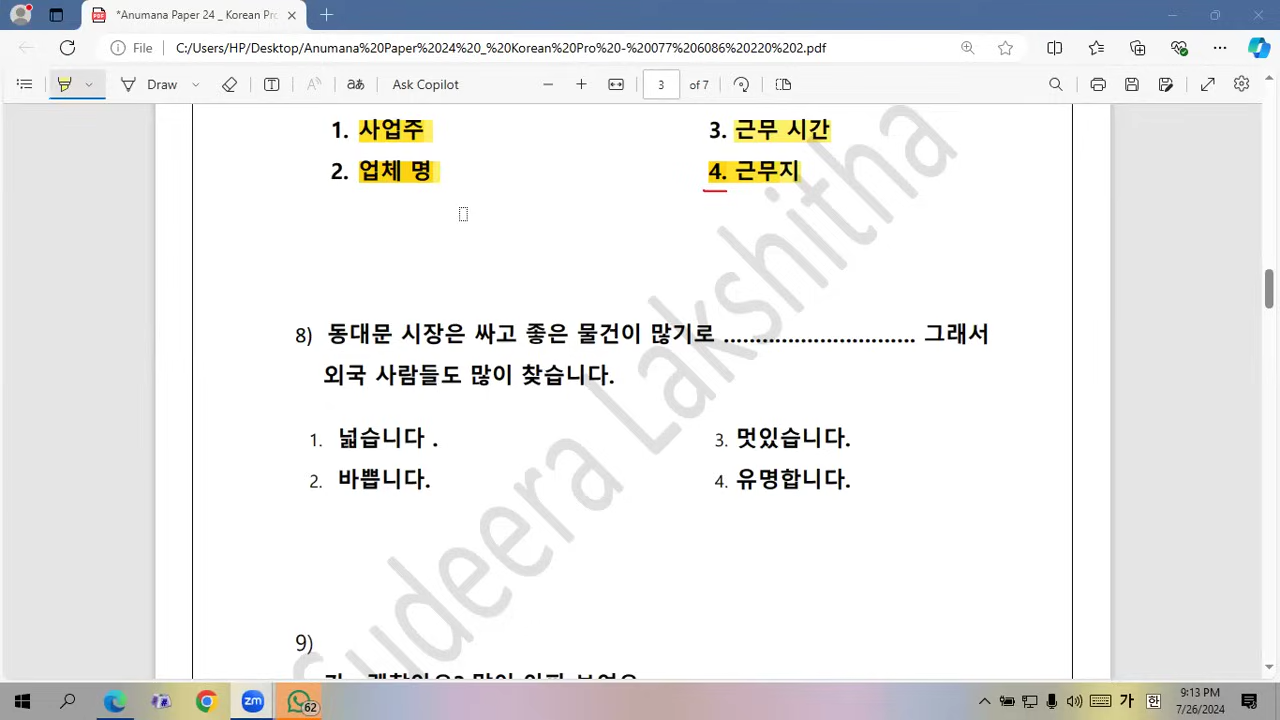 *Anumana Paper 24 _ Korean Pro
File
C:/Users/HP/Desktop/Anumana%20Paper%2024%20_%20Korean%20Pro%20-%20077%206086%20220%202.pdf
Draw
Ask Copilot
3
of 7
1. 사업주
3. 근무 시간
2. 업체 명
4. 근무지
8) 동대문 시장은 싸고 좋은 물건이 많기로 .............................. 그래서
외국 사람들도 많이 찾습니다.
1. 넓습니다 .
3. 멋있습니다.
2. 바쁩니다.
4. 유명합니다.
9)
Sudeera Lakshitha
62
가
한
9:13 PM
7/26/2024